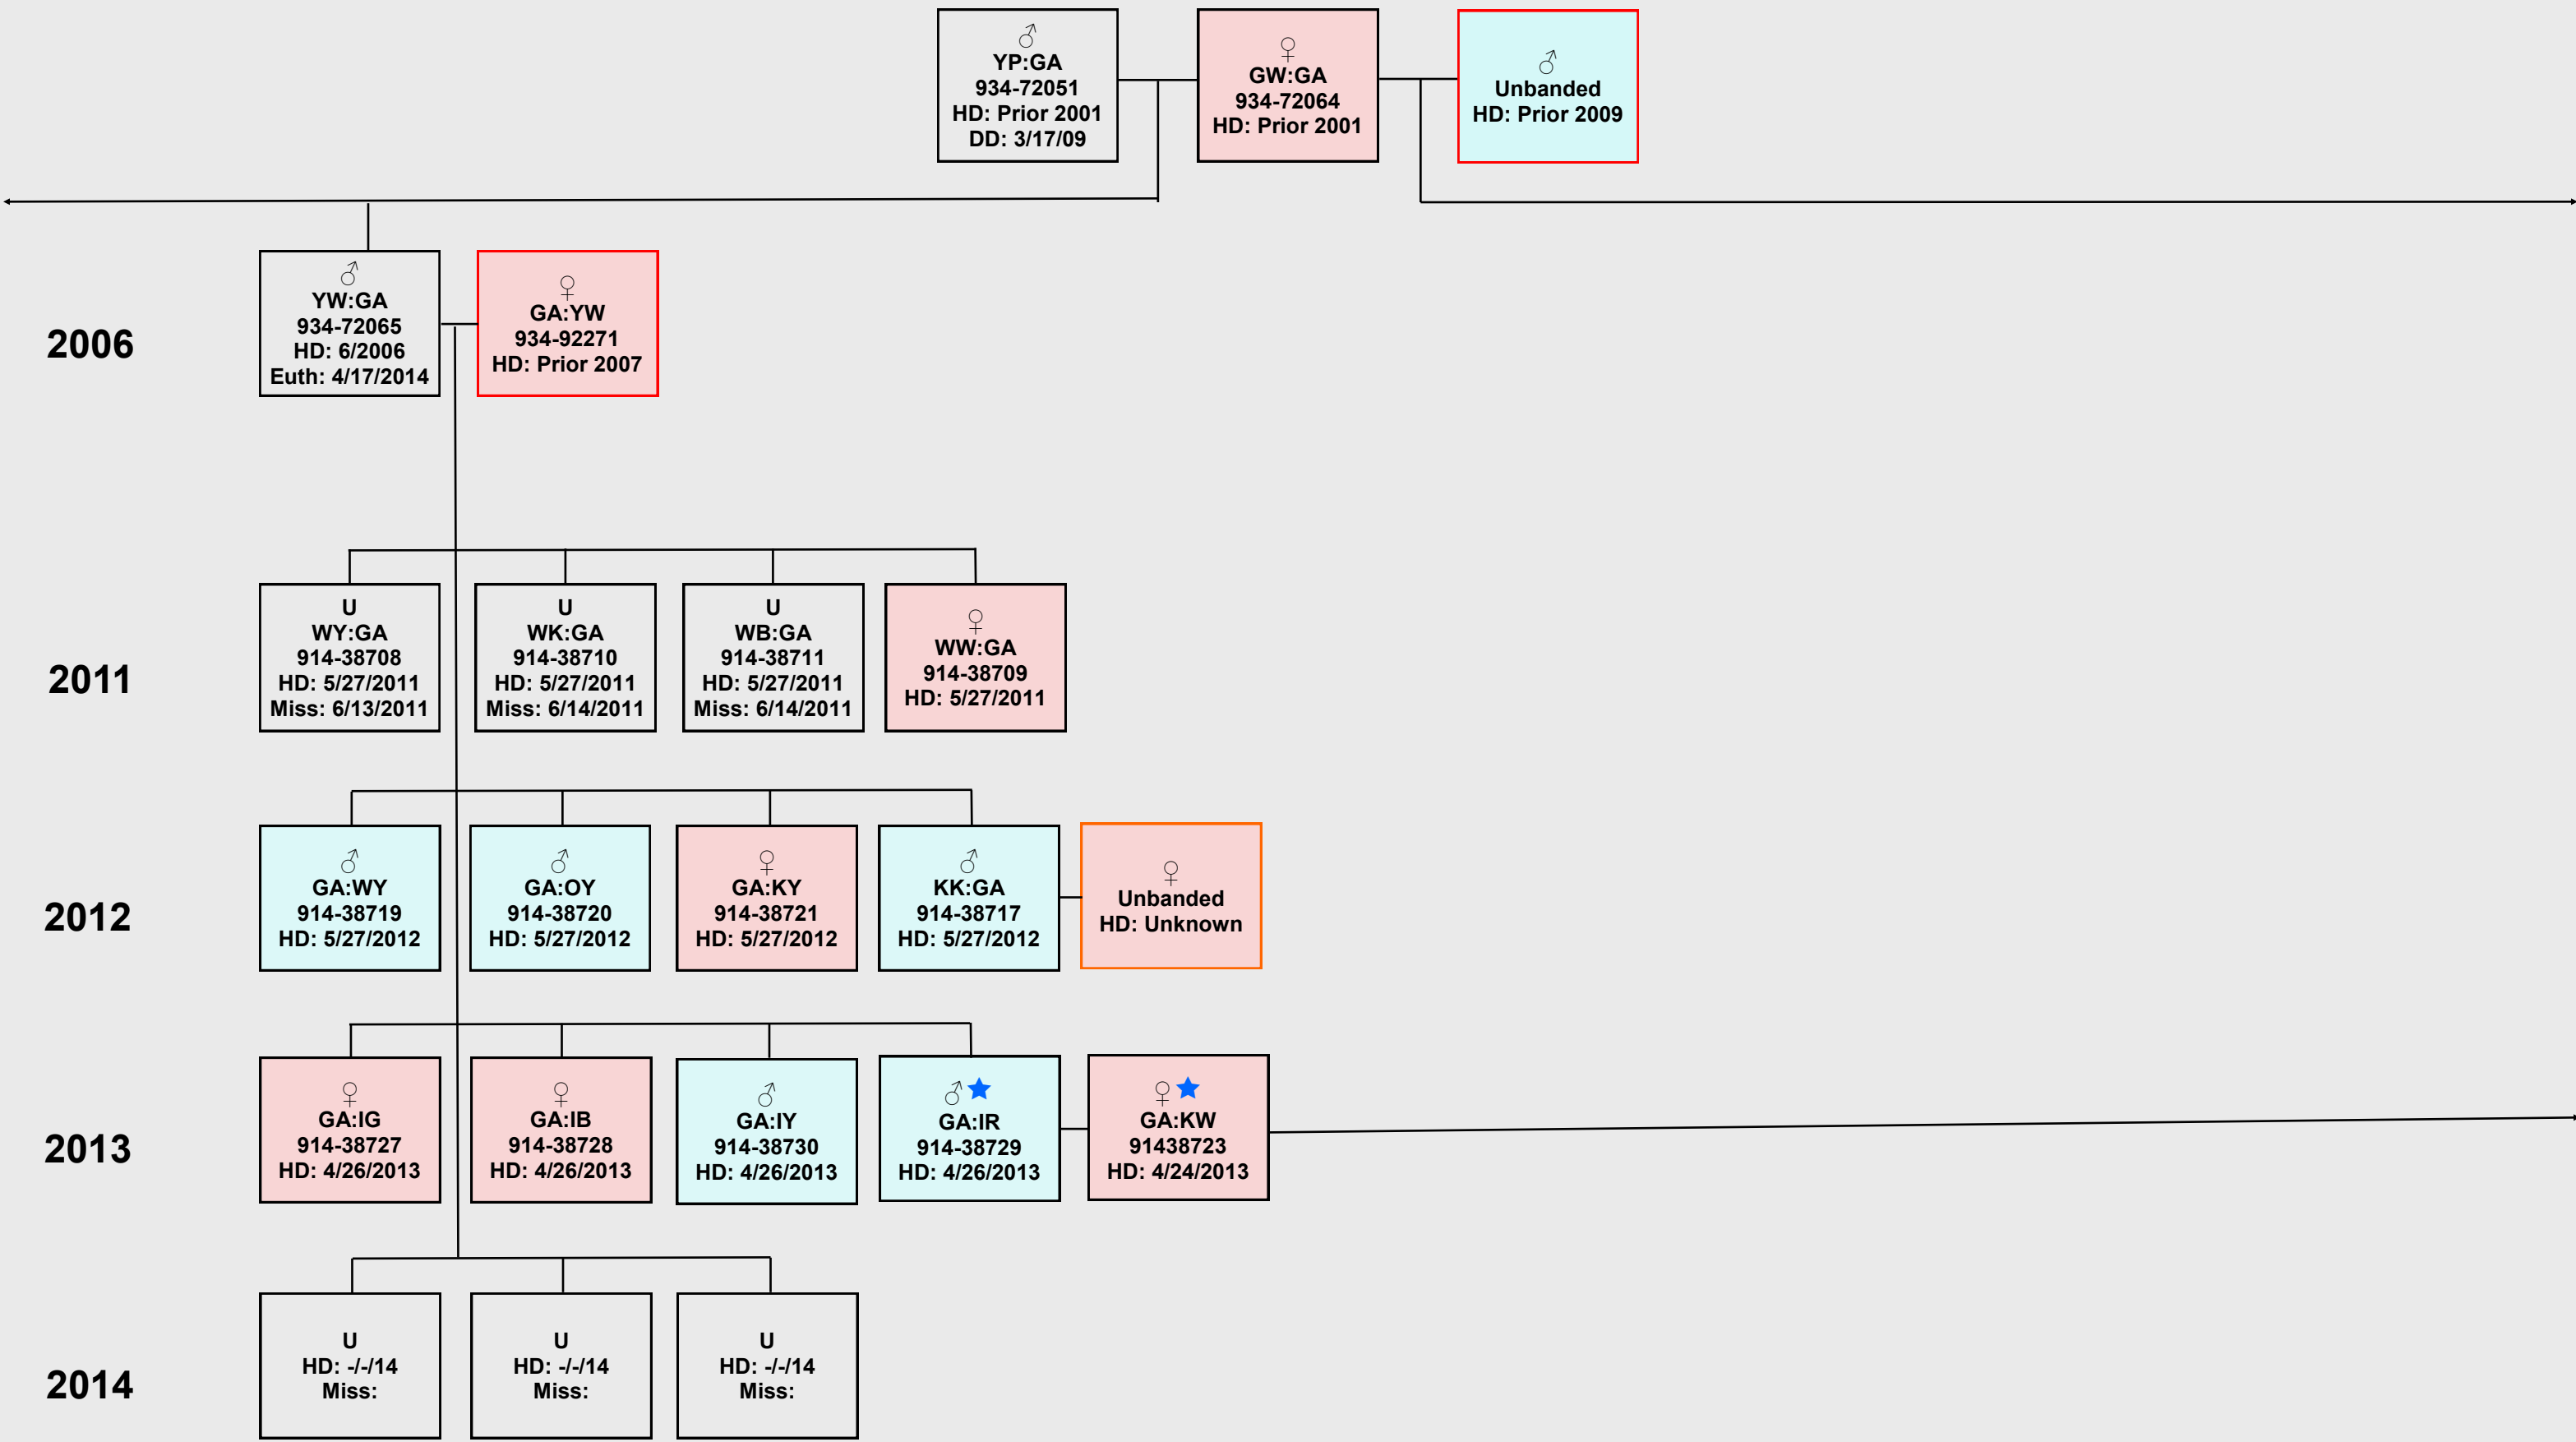 ♂
YP:GA
934-72051
HD: Prior 2001
DD: 3/17/09
♀
GW:GA
934-72064
HD: Prior 2001
♂
Unbanded
HD: Prior 2009
2006
♂
YW:GA
934-72065
HD: 6/2006
Euth: 4/17/2014
♀
GA:YW
934-92271
HD: Prior 2007
2011
U
WY:GA
914-38708
HD: 5/27/2011
Miss: 6/13/2011
U
WK:GA
914-38710
HD: 5/27/2011
Miss: 6/14/2011
U
WB:GA
914-38711
HD: 5/27/2011
Miss: 6/14/2011
♀
WW:GA
914-38709
HD: 5/27/2011
2012
♂
GA:WY
914-38719
HD: 5/27/2012
♂
GA:OY
914-38720
HD: 5/27/2012
♀
GA:KY
914-38721
HD: 5/27/2012
♂
KK:GA
914-38717
HD: 5/27/2012
♀
Unbanded
HD: Unknown
2013
♀
GA:IG
914-38727
HD: 4/26/2013
♀
GA:IB
914-38728
HD: 4/26/2013
♂
GA:IY
914-38730
HD: 4/26/2013
♂★
GA:IR
914-38729
HD: 4/26/2013
♀★
GA:KW
91438723
HD: 4/24/2013
2014
U
HD: -/-/14
Miss:
U
HD: -/-/14
Miss:
U
HD: -/-/14
Miss: